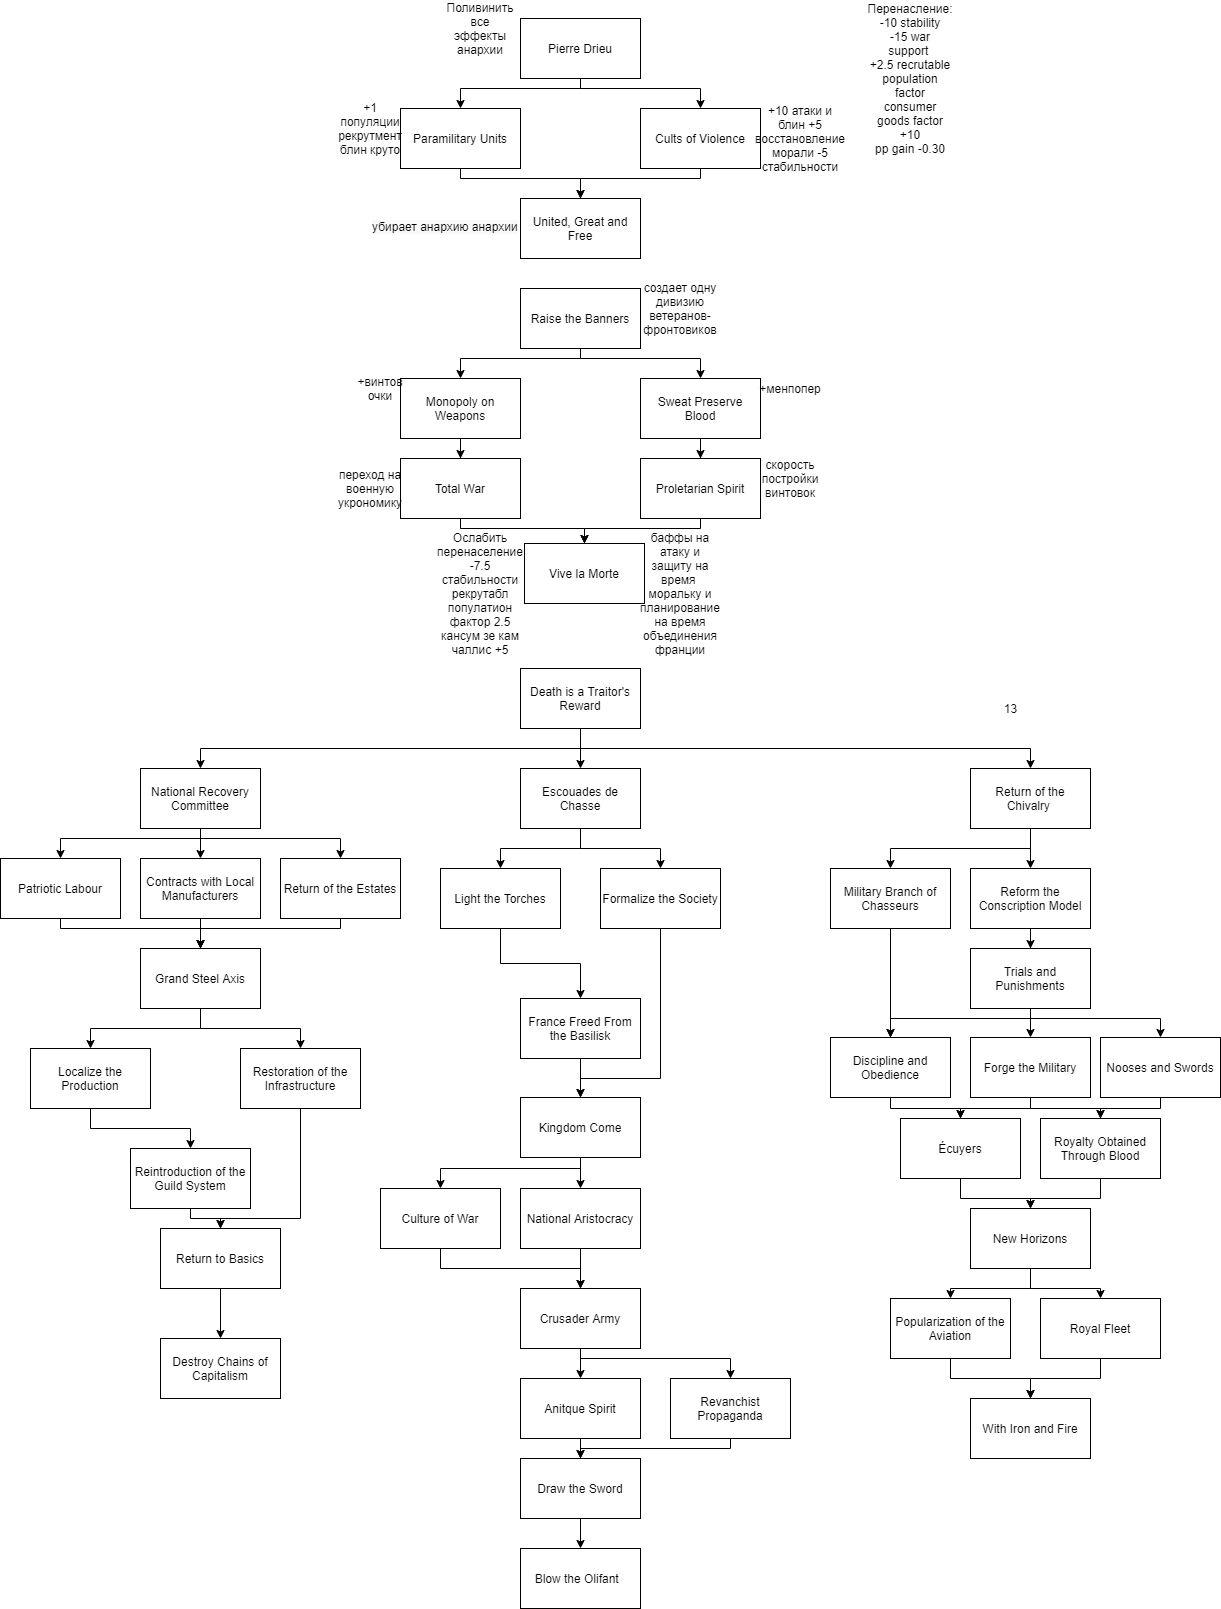 Поливинить
все
эффекты
анархии
Pierre Drieu
Перенасление:
-10 stability
-15 war
support
+2.5 recrutable
population
factor
consumer
goods factor
+10
pp gain -0.30
+1
популяции
рекрутмент
блин круто
Paramilitary Units
Cults of Violence
+10 атаки и
блин +5
восстановление
морали -5
стабильности
убирает анархию анархии
United, Great and
Free
Raise the Banners
создает одну
дивизию
ветеранов-
фронтовиков
+винтов
очки
Monopoly on
Weapons
Sweat Preserve
Blood
+менпопер
переход на
военную
укрономику
Total War
Proletarian Spirit
скорость
постройки
винтовок
Ослабить
перенаселение
-7.5
стабильности
рекрутабл
популатион
фактор 2.5
кансум зе кам
чаллис +5
Vive la Morte
баффы на
атаку и
защиту на
время
моральку и
планирование
на время
объединения
франции
Death is a Traitor's
Reward
13
National Recovery
Committee
Escouades de
Chasse
Return of the
Chivalry
Patriotic Labour
Contracts with Local
Manufacturers
Return of the Estates
Light the Torches
Formalize the Society
Military Branch of
Chasseurs
Reform the
Conscription Model
Grand Steel Axis
Trials and
Punishments
France Freed From
the Basilisk
Localize the
Production
Restoration of the
Infrastructure
Discipline and
Obedience
Forge the Military
Nooses and Swords
Kingdom Come
Écuyers
Royalty Obtained
Through Blood
Reintroduction of the
Guild System
Culture of War
National Aristocracy
New Horizons
Return to Basics
Crusader Army
Popularization of the
Aviation
Royal Fleet
Destroy Chains of
Capitalism
Anitque Spirit
Revanchist
Propaganda
With Iron and Fire
Draw the Sword
Blow the Olifant